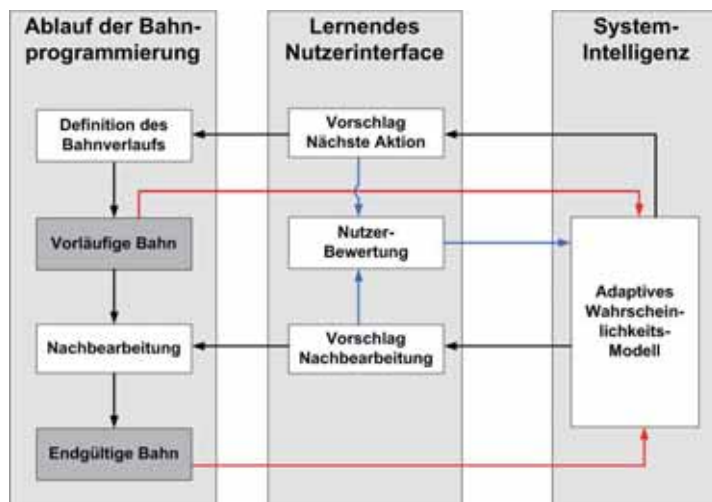 Ablauf der Bahn-
programmierung
Lernendes
Nutzerinterface
System-
Intelligenz
Definition des
Bahnverlaufs
Vorschlag
Nächste Aktion
Vorläufige Bahn
Nutzer-
Bewertung
Adaptives
Wahrschein-
lichkeits-
Modell
Nachbearbeitung
Vorschlag
Nachbearbeitung
Endgültige Bahn